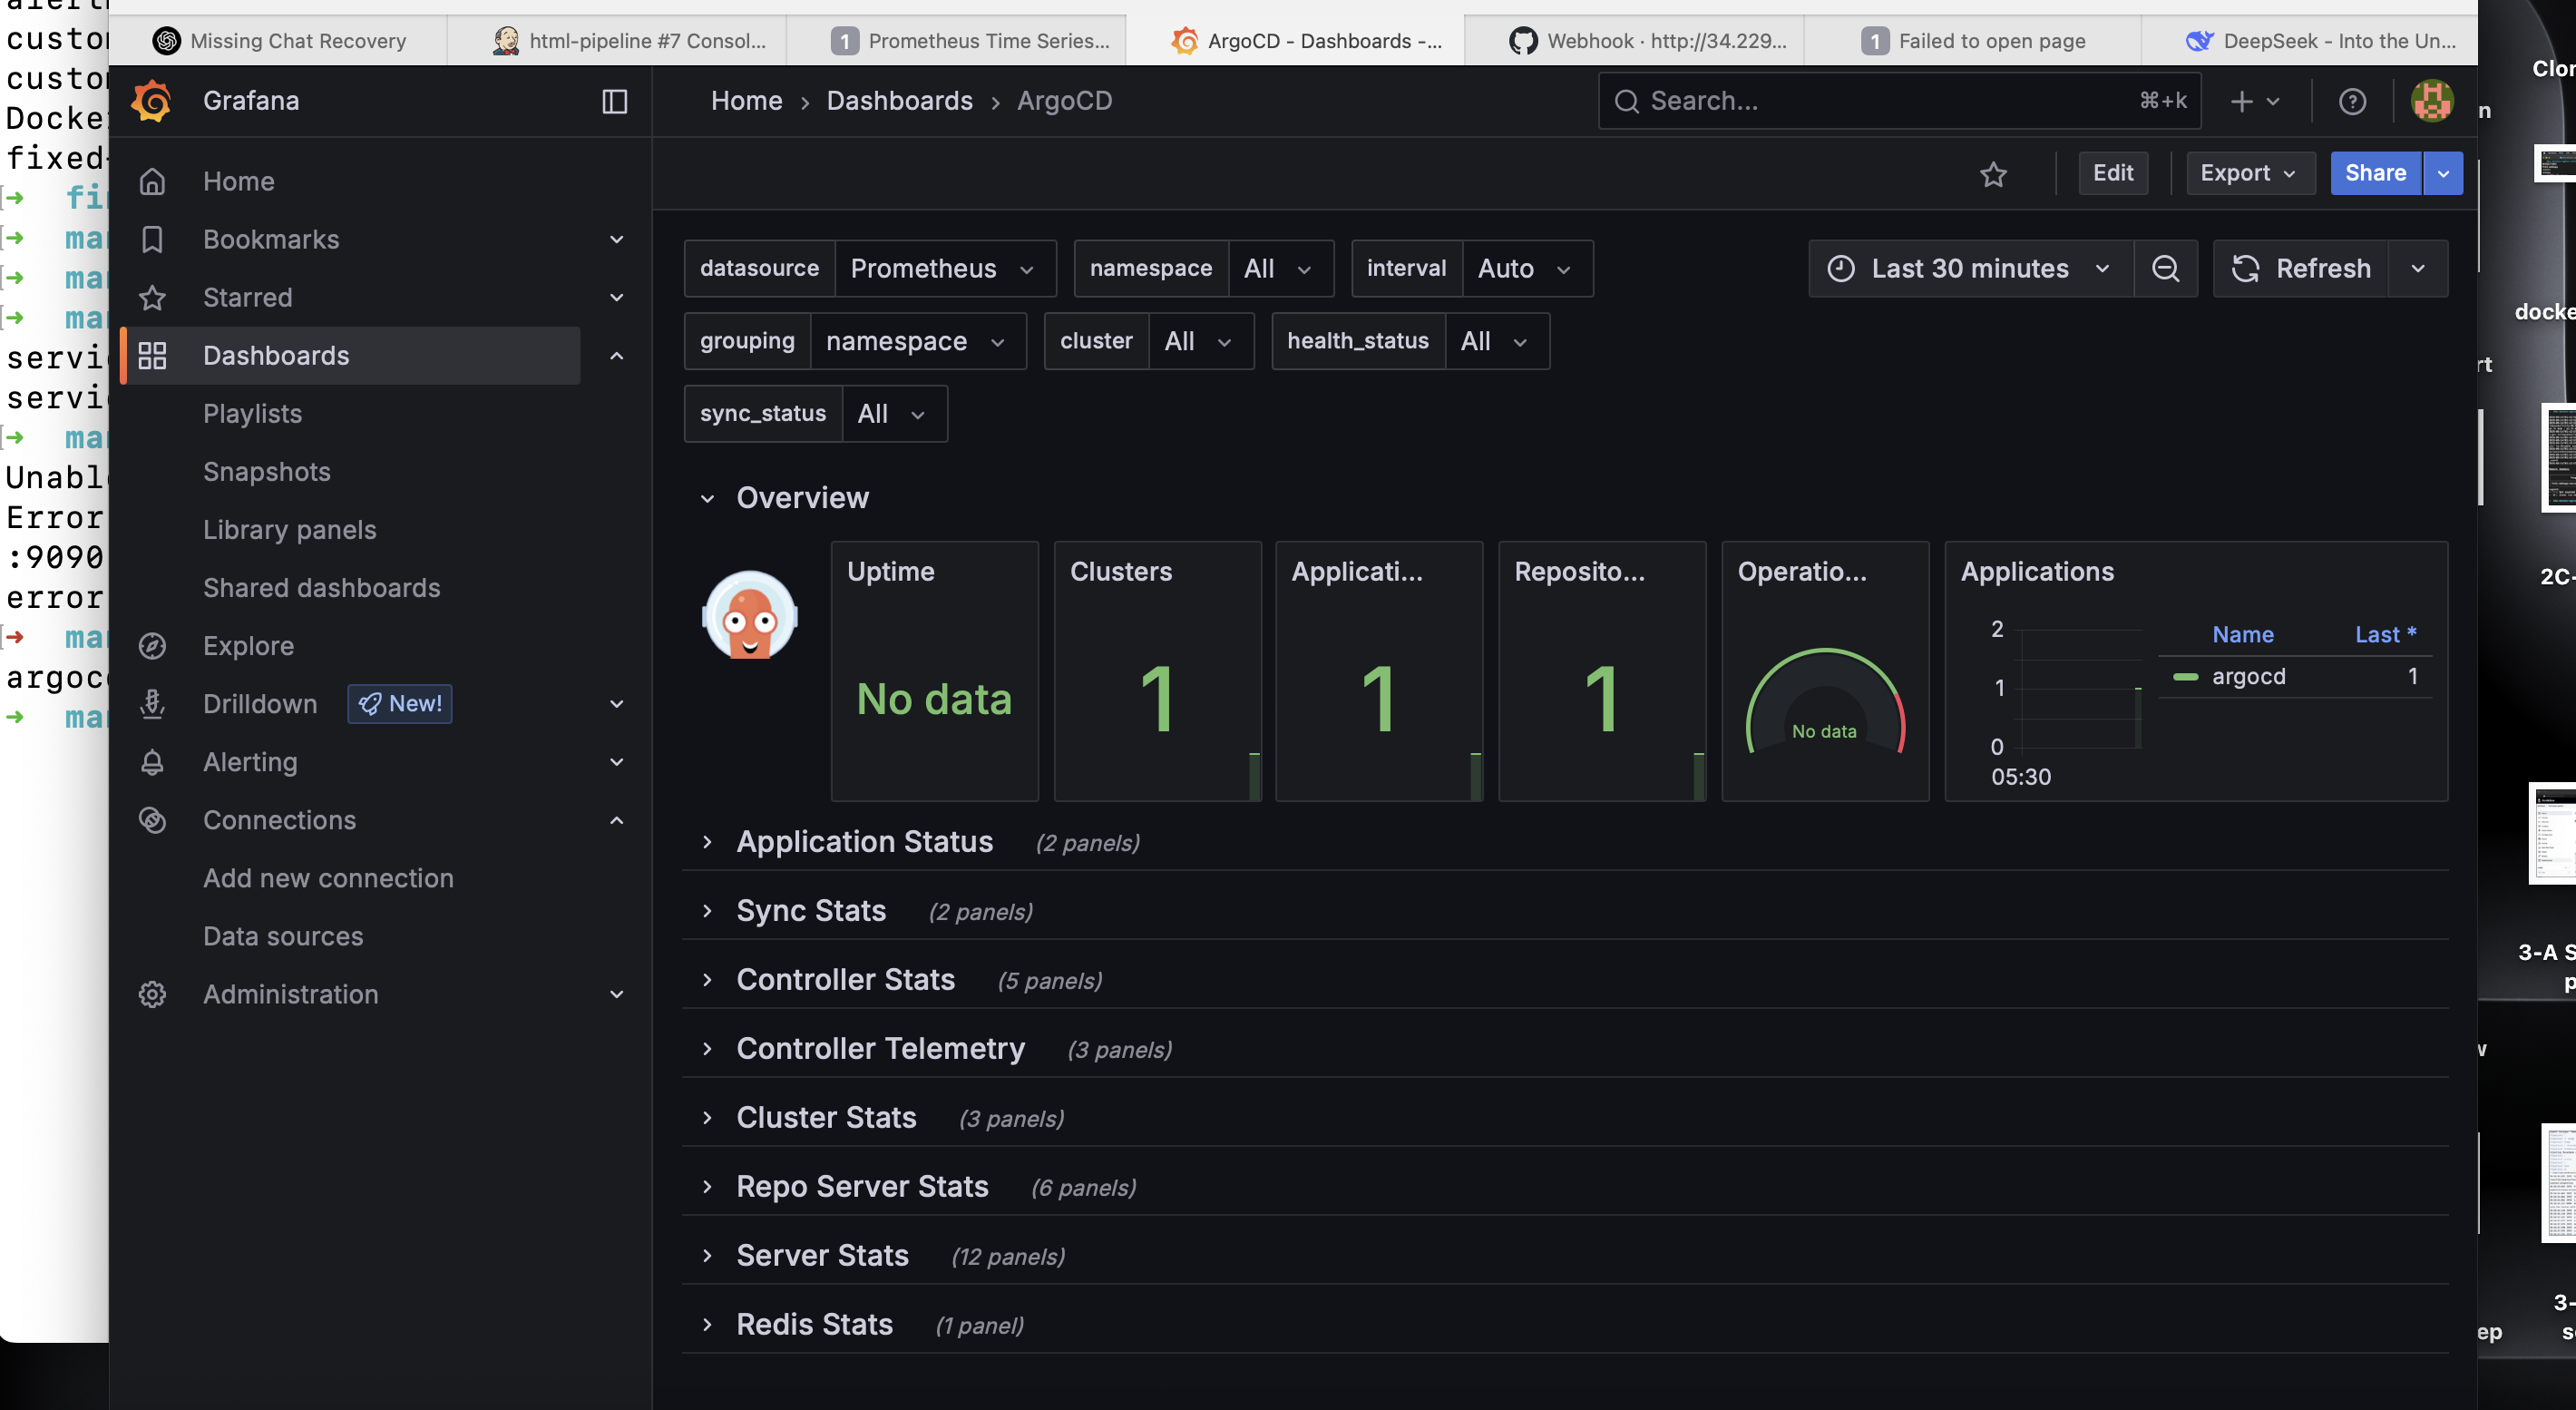 Missing Chat Recovery
html-pipeline #7 Consol...
1 Prometheus Time Series...
ArgoCD - Dashboards -...
Webhook · http://34.229...
1 Failed to open page
DeepSeek - Into the Un...
custo
custo
Docke
fixed-
➜ fi
➜ ma
➜ ma
➜ ma
servi
servi
➜ ma
Unabl
Error
:9090
error
➜ ma
argoc
➜ ma
Grafana
Home
Bookmarks
Starred
Dashboards
Playlists
Snapshots
Library panels
Shared dashboards
Explore
Drilldown New!
Alerting
Connections
Add new connection
Data sources
Administration
Home › Dashboards › ArgoCD
Search... ⌘+k
Edit Export Share
datasource Prometheus namespace All interval Auto
Last 30 minutes Refresh
grouping namespace cluster All health_status All
sync_status All
Overview
Uptime
No data
Clusters
1
Applicati...
1
Reposito...
1
Operatio...
No data
Applications
2
1
0
05:30
Name Last *
argocd 1
Application Status (2 panels)
Sync Stats (2 panels)
Controller Stats (5 panels)
Controller Telemetry (3 panels)
Cluster Stats (3 panels)
Repo Server Stats (6 panels)
Server Stats (12 panels)
Redis Stats (1 panel)
Clon
n
docke
rt
2C-
3-A S
p
w
3-
ep s